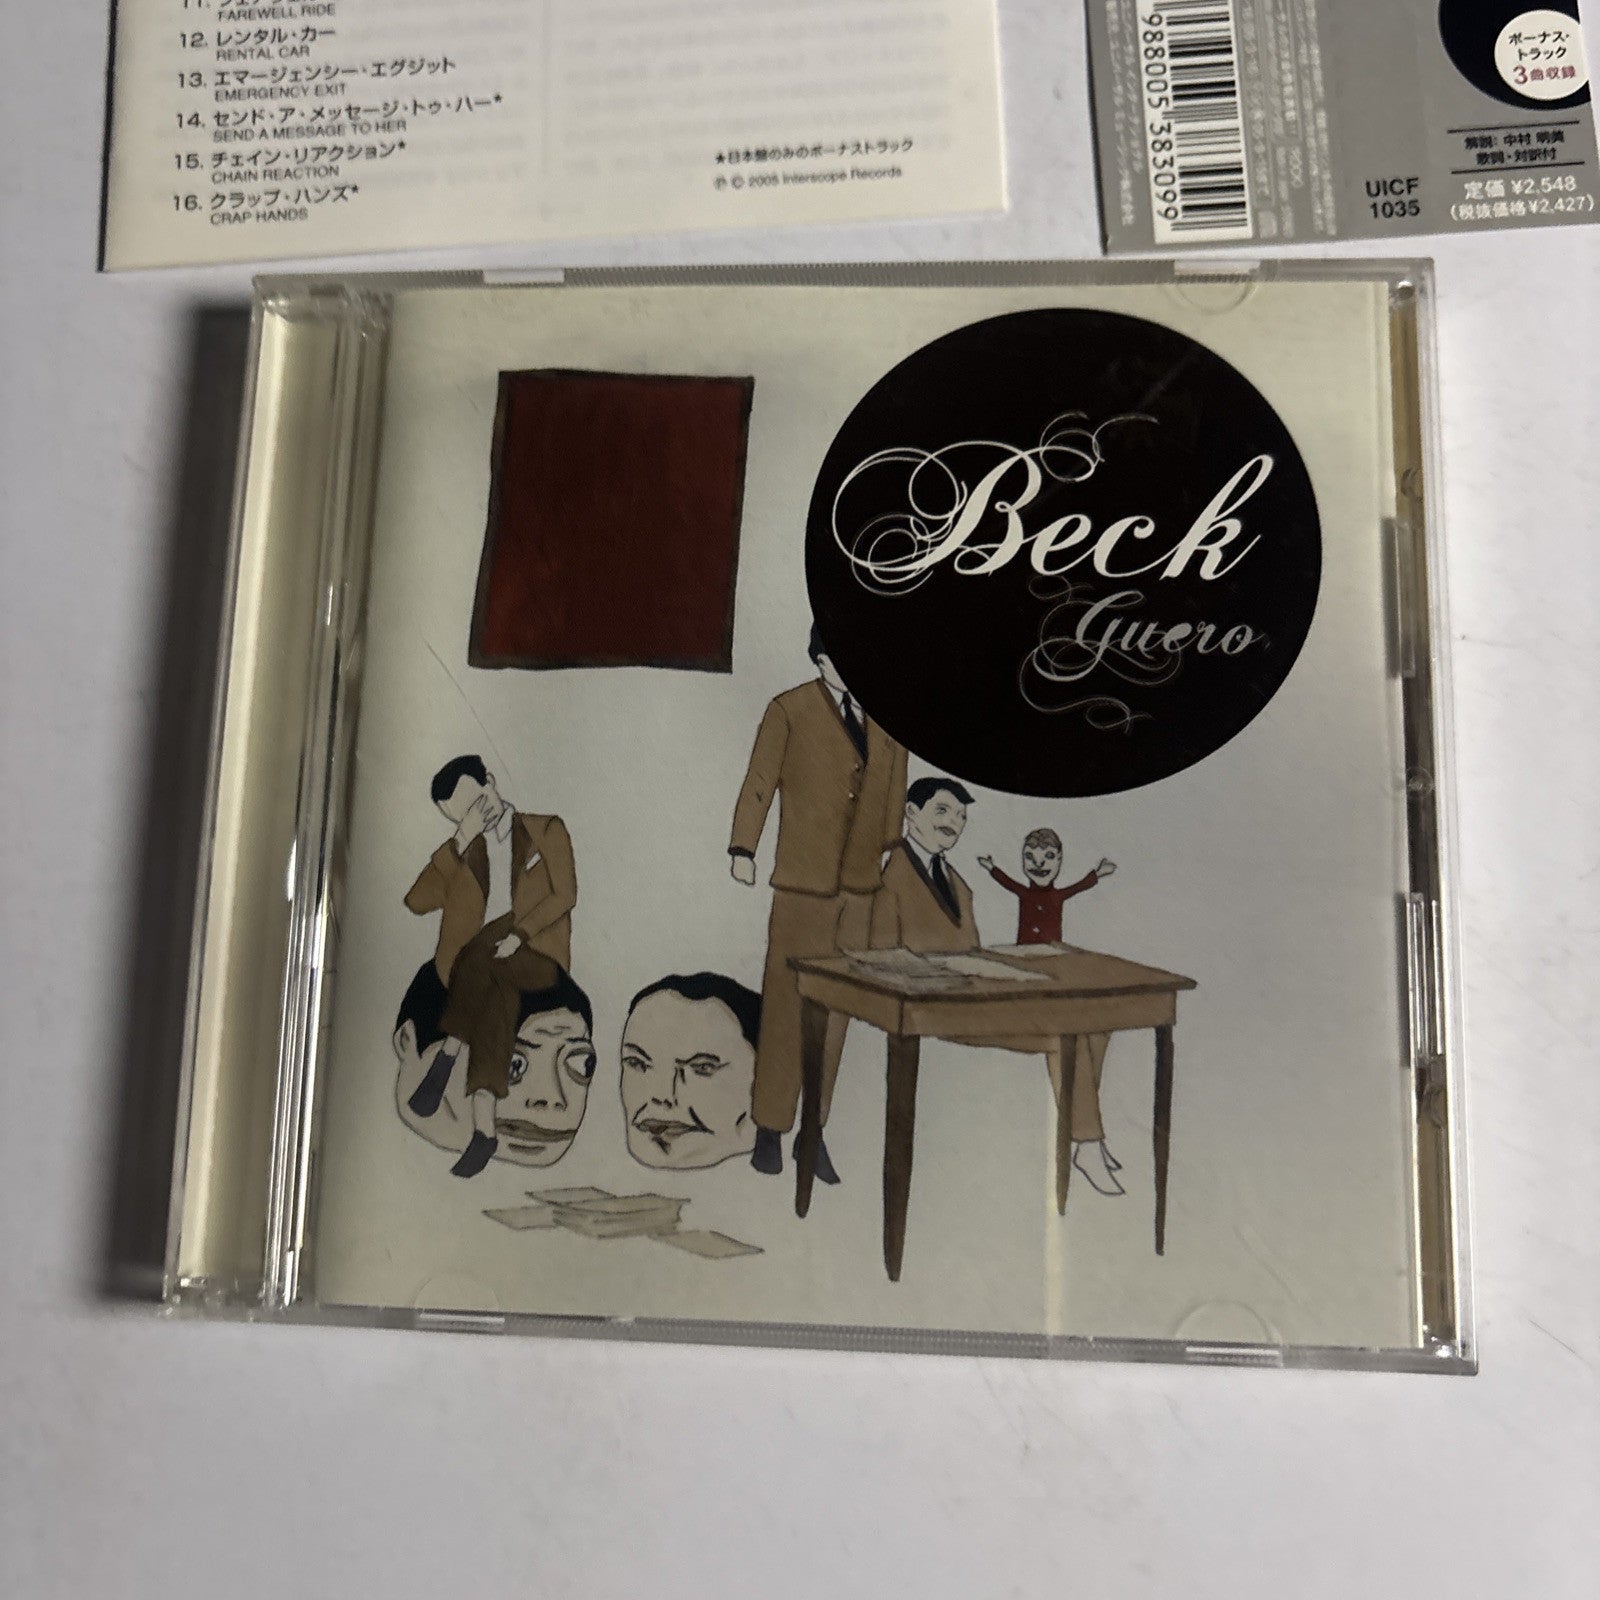 FAREWELL RIDE
12. レンタル・カー
RENTAL CAR
13. エマージェンシー・エグジット
EMERGENCY EXIT
14. センド・ア・メッセージ・トゥ・ハー*
SEND A MESSAGE TO HER
15. チェイン・リアクション*
CHAIN REACTION
16. クラップ・ハンズ*
CRAP HANDS
★日本盤のみのボーナストラック
℗ © 2005 Interscope Records
988005 383099
ボーナス・
トラック
3曲収録
解説: 中村 明美
歌詞・対訳付
UICF
1035
定価 ¥2,548
(税抜価格¥2,427)
Beck
Guero